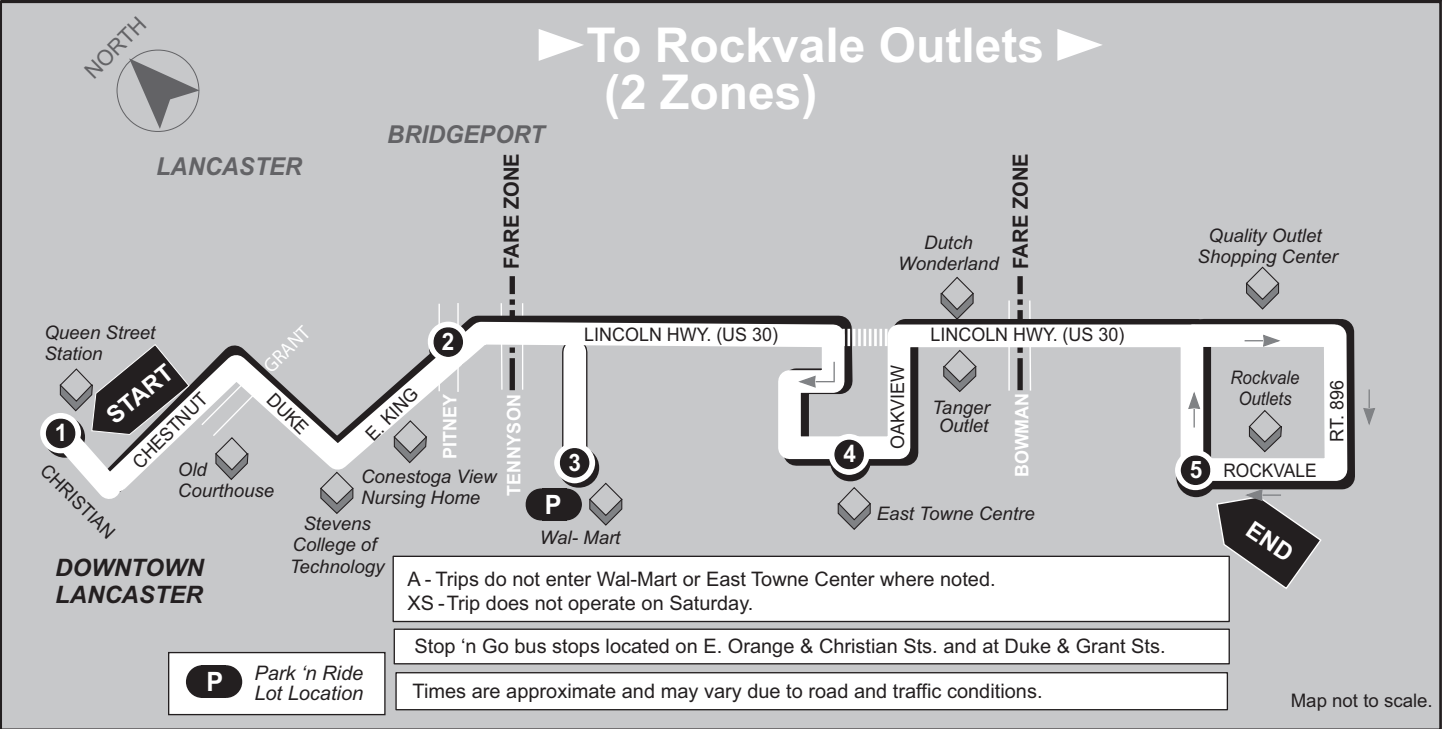 ►To Rockvale Outlets ►
(2 Zones)
NORTH
LANCASTER
BRIDGEPORT
FARE ZONE
FARE ZONE
Dutch
Wonderland
Quality Outlet
Shopping Center
Queen Street
Station
START
1
CHRISTIAN
CHESTNUT
GRANT
DUKE
E. KING
2
PITNEY
TENNYSON
LINCOLN HWY. (US 30)
LINCOLN HWY. (US 30)
OAKVIEW
Tanger
Outlet
BOWMAN
Rockvale
Outlets
RT. 896
Old
Courthouse
Conestoga View
Nursing Home
Stevens
College of
Technology
3
P
Wal- Mart
4
East Towne Centre
5
ROCKVALE
END
DOWNTOWN
LANCASTER
A - Trips do not enter Wal-Mart or East Towne Center where noted.
XS - Trip does not operate on Saturday.
Stop ‘n Go bus stops located on E. Orange & Christian Sts. and at Duke & Grant Sts.
P
Park ‘n Ride
Lot Location
Times are approximate and may vary due to road and traffic conditions.
Map not to scale.